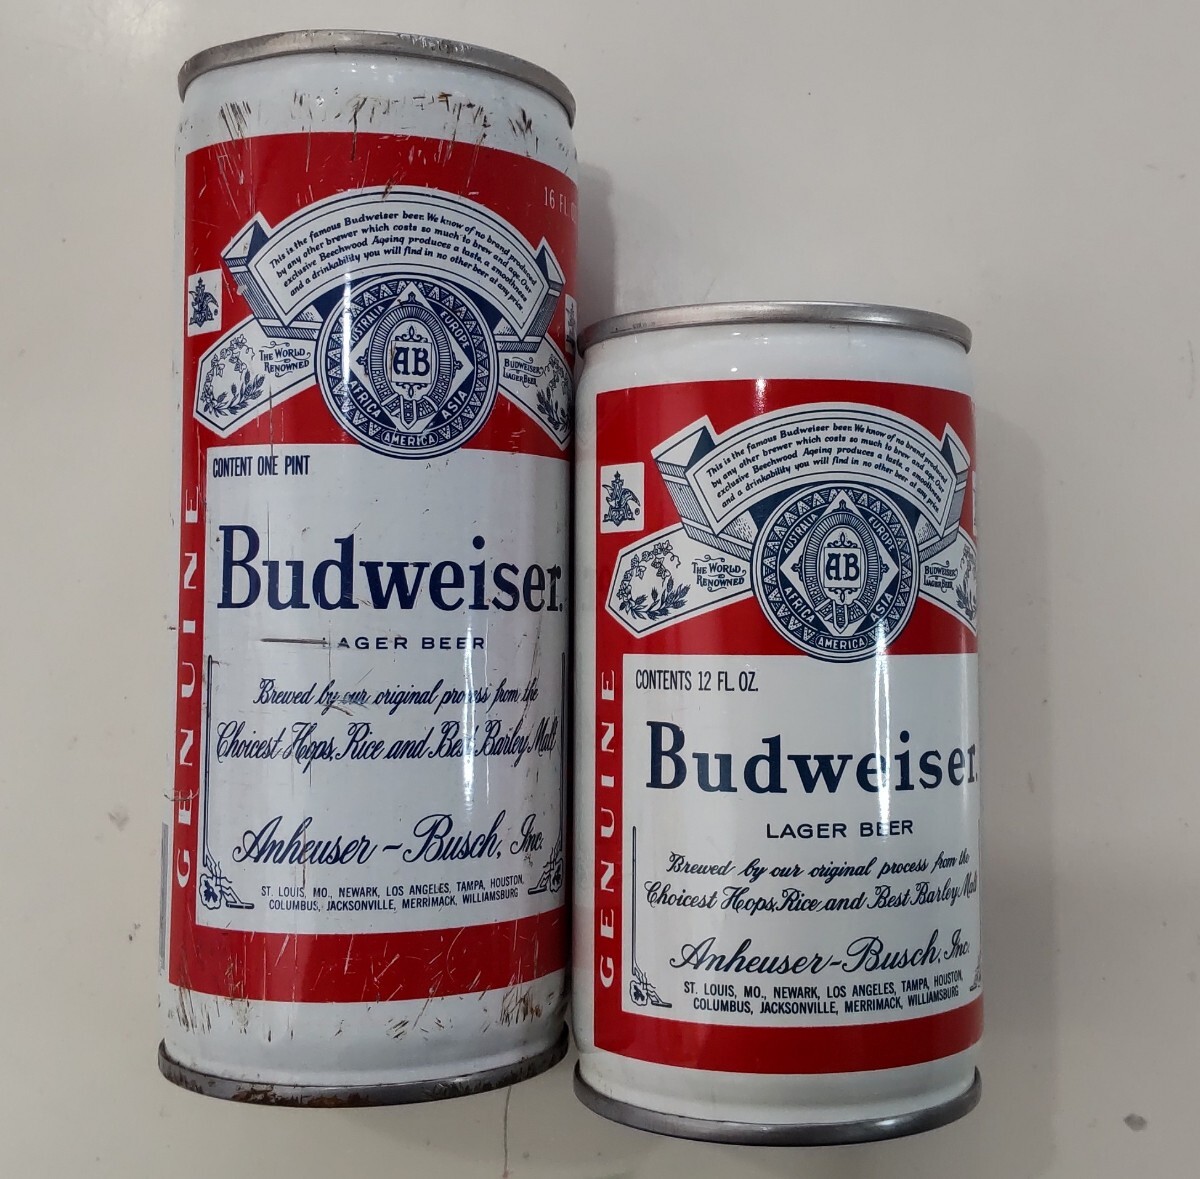 16 FL.
This is the famous Budweiser beer. We know of no brand produced
by any other brewer which costs so much to brew and age. Our
exclusive Beechwood Ageing produces a taste, a smoothness
and a drinkability you will find in no other beer at any price.
AUSTRALIA
EUROPE
AB
AFRICA
ASIA
AMERICA
THE WORLD
RENOWNED
BUDWEISER
LAGER BEER
CONTENT ONE PINT
GENUINE
Budweiser.
LAGER BEER
Brewed by our original process from the
Choicest Hops, Rice and Best Barley Malt
Anheuser-Busch, Inc.
ST. LOUIS, MO., NEWARK, LOS ANGELES, TAMPA, HOUSTON,
COLUMBUS, JACKSONVILLE, MERRIMACK, WILLIAMSBURG
This is the famous Budweiser beer. We know of no brand produced
by any other brewer which costs so much to brew and age. Our
exclusive Beechwood Ageing produces a taste, a smoothness
and a drinkability you will find in no other beer at any price.
AUSTRALIA
EUROPE
AB
AFRICA
ASIA
AMERICA
THE WORLD
RENOWNED
BUDWEISER
LAGER BEER
CONTENTS 12 FL. OZ.
GENUINE
Budweiser.
LAGER BEER
Brewed by our original process from the
Choicest Hops, Rice and Best Barley Malt
Anheuser-Busch, Inc.
ST. LOUIS, MO., NEWARK, LOS ANGELES, TAMPA, HOUSTON,
COLUMBUS, JACKSONVILLE, MERRIMACK, WILLIAMSBURG